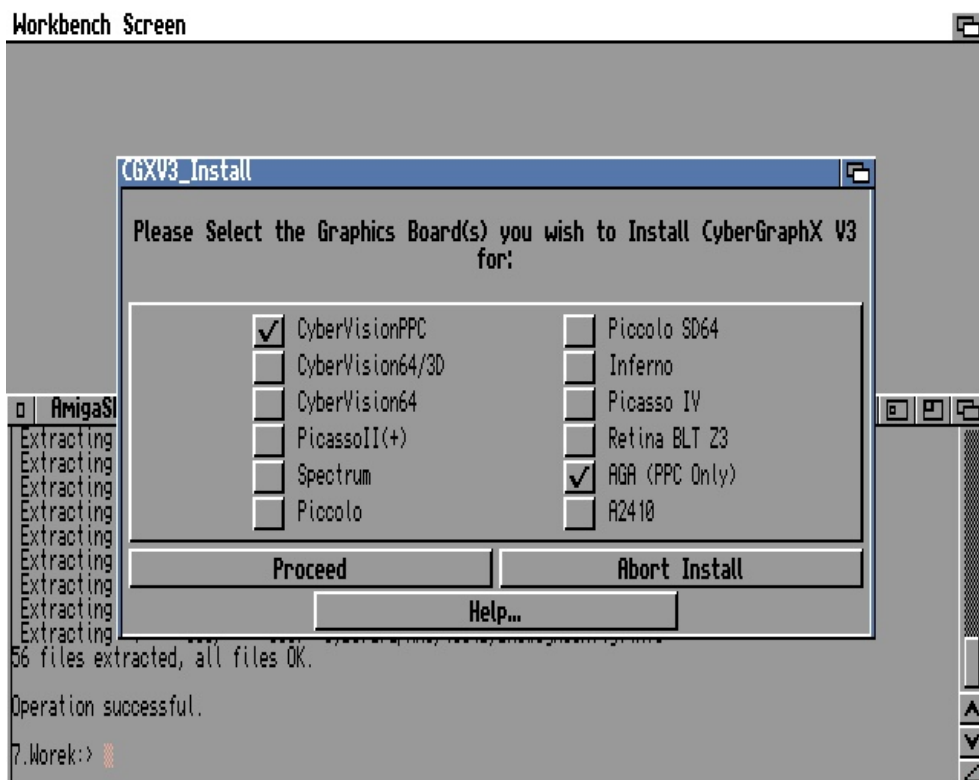 Workbench Screen
CGXV3_Install
Please Select the Graphics Board(s) you wish to Install CyberGraphX V3
for:
CyberVisionPPC
Piccolo SD64
CyberVision64/3D
Inferno
CyberVision64
Picasso IV
PicassoII(+)
Retina BLT Z3
Spectrum
AGA (PPC Only)
Piccolo
A2410
Proceed
Abort Install
Help...
AmigaSh
Extracting
Extracting
Extracting
Extracting
Extracting
Extracting
Extracting
Extracting
Extracting
56 files extracted, all files OK.
Operation successful.
7.Worek:>